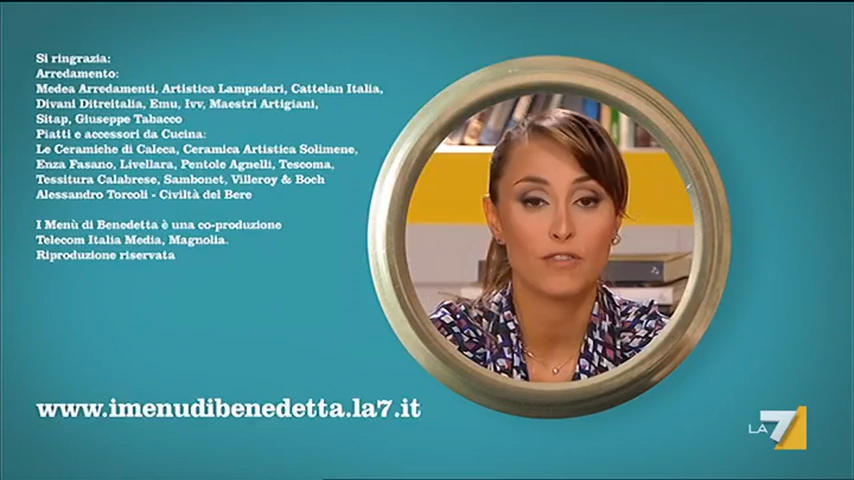 Si ringrazia:
Arredamento:
Medea Arredamenti, Artistica Lampadari, Cattelan Italia,
Divani Ditreitalia, Emu, Ivv, Maestri Artigiani,
Sitap, Giuseppe Tabacco
Piatti e accessori da Cucina:
Le Ceramiche di Caleca, Ceramica Artistica Solimene,
Enza Fasano, Livellara, Pentole Agnelli, Tescoma,
Tessitura Calabrese, Sambonet, Villeroy & Boch
Alessandro Torcoli - Civiltà del Bere
I Menù di Benedetta è una co-produzione
Telecom Italia Media, Magnolia.
Riproduzione riservata
www.imenudibenedetta.la7.it
LA 7